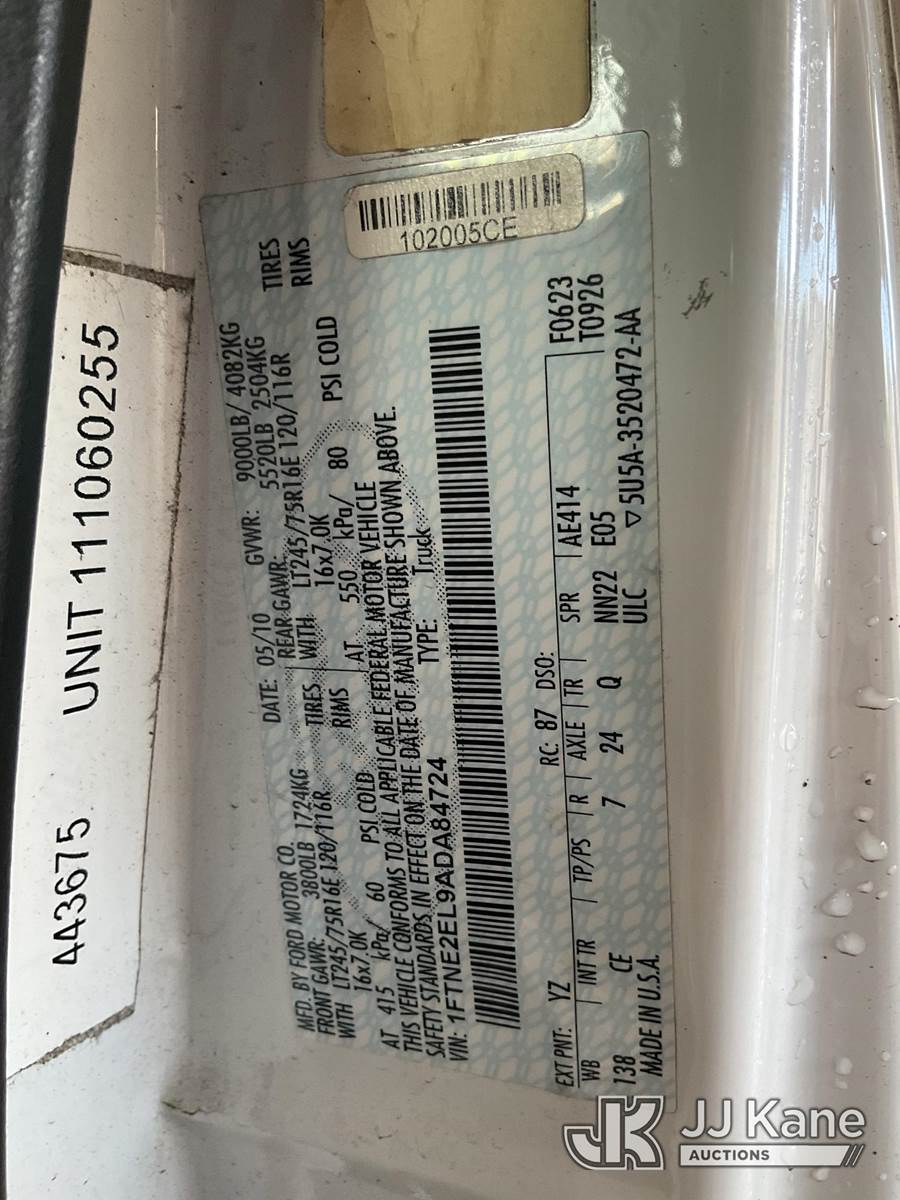 443675 UNIT 111060255
MFD. BY FORD MOTOR CO.
DATE: 05/10 GVWR: 9000LB/ 4082KG
FRONT GAWR: 3800LB 1724KG REAR GAWR: 5520LB 2504KG
WITH LT245/75R16E 120/116R TIRES WITH LT245/75R16E 120/116R TIRES
16x7.0K RIMS 16x7.0K RIMS
AT 415 kPa/ 60 PSI COLD AT 550 kPa/ 80 PSI COLD
THIS VEHICLE CONFORMS TO ALL APPLICABLE FEDERAL MOTOR VEHICLE
SAFETY STANDARDS IN EFFECT ON THE DATE OF MANUFACTURE SHOWN ABOVE.
VIN: 1FTNE2EL9ADA84724 TYPE: Truck
102005CE
EXT PNT: YZ RC: 87 DSO: F0623
WB INT TR TP/PS R AXLE TR SPR AE414 T0926
138 CE 7 24 Q NN22 E05
MADE IN U.S.A. ULC ▽ 5U5A-3520472-AA
JK JJ Kane
AUCTIONS